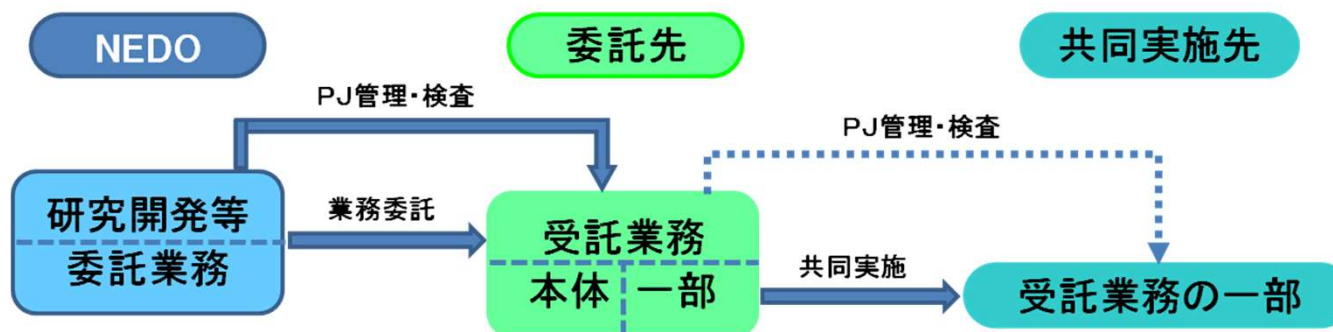 NEDO
委託先
共同実施先
PJ管理・検査
PJ管理・検査
研究開発等
委託業務
業務委託
受託業務
本体 一部
共同実施
受託業務の一部